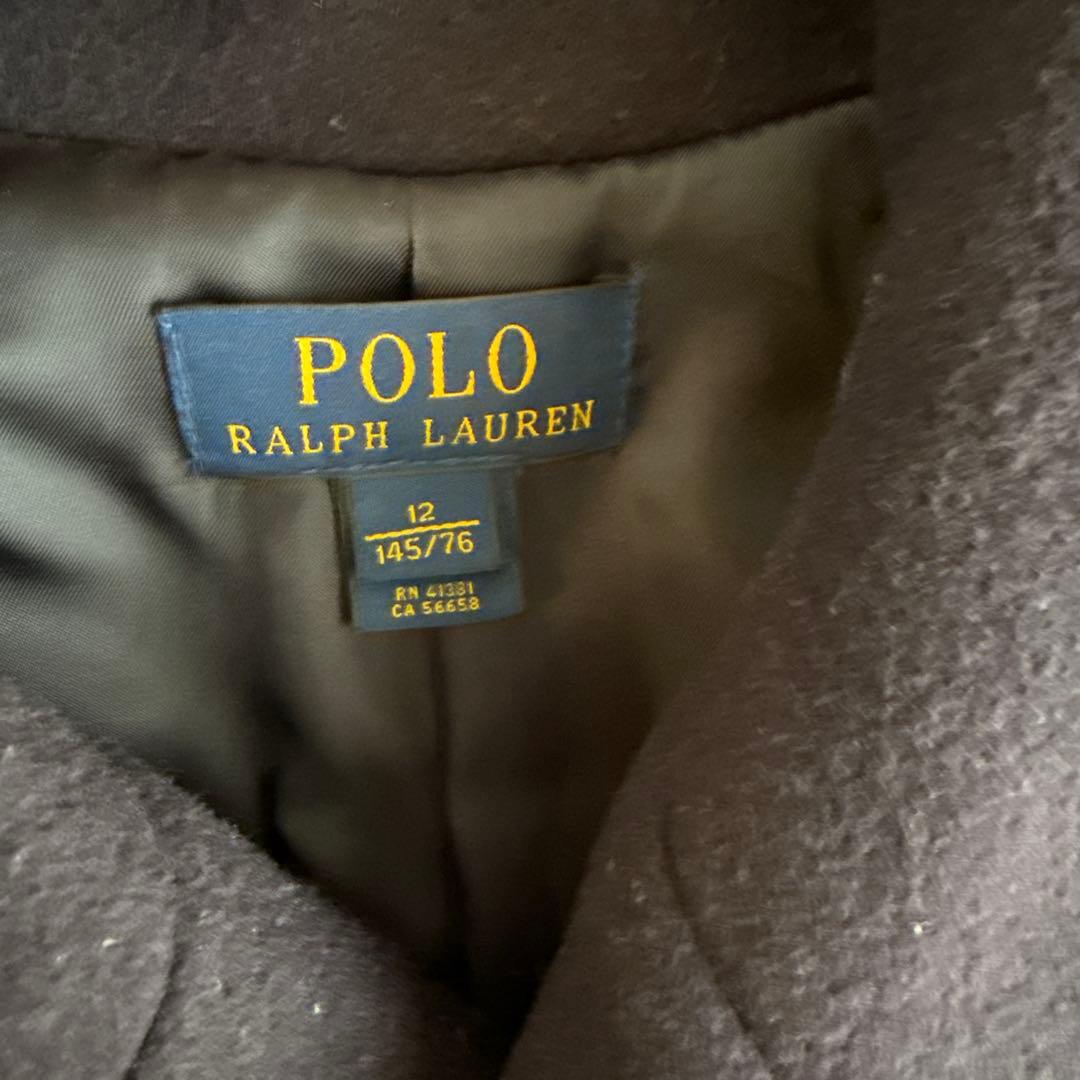 POLO
RALPH LAUREN
12
145/76
RN 41381
CA 56658